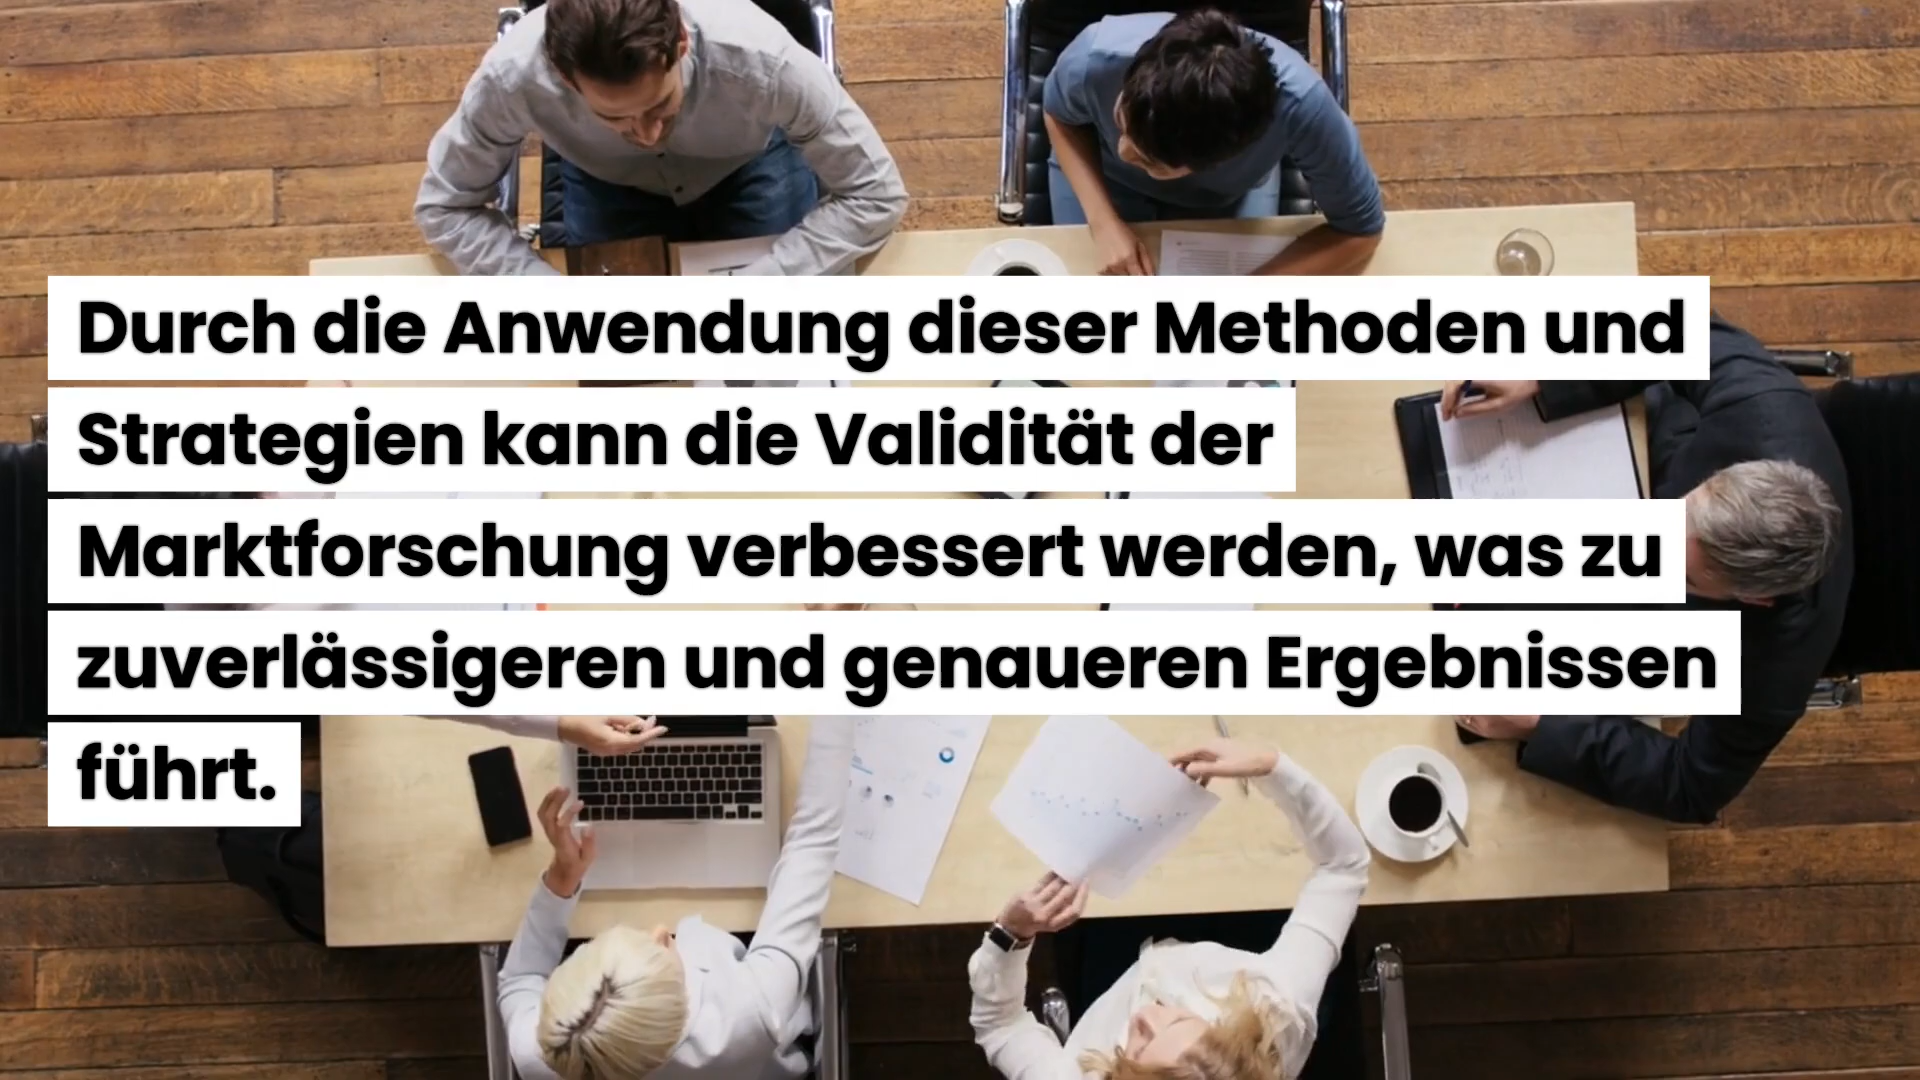 Durch die Anwendung dieser Methoden und
Strategien kann die Validität der
Marktforschung verbessert werden, was zu
zuverlässigeren und genaueren Ergebnissen
führt.